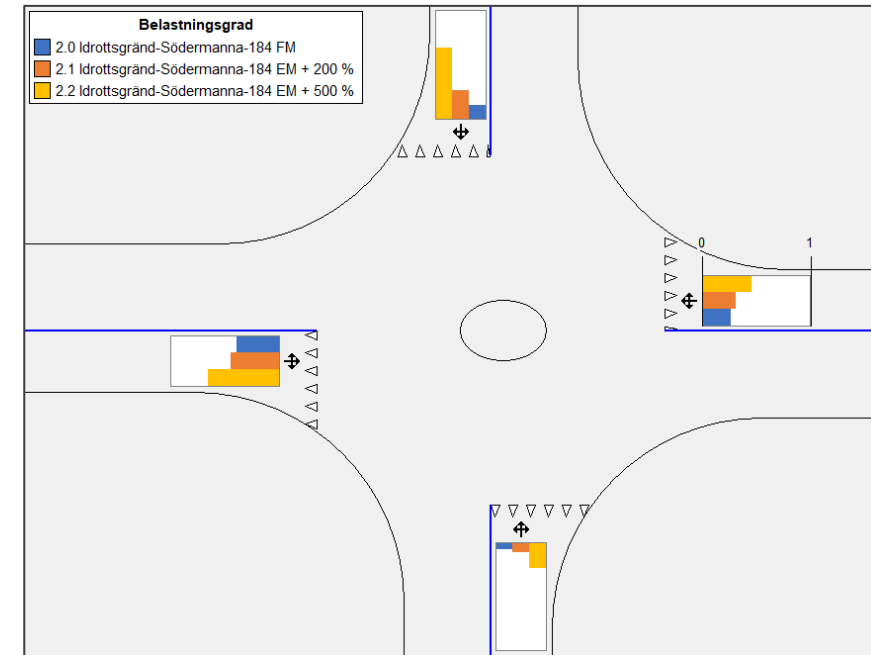 Belastningsgrad
2.0 Idrottsgränd-Södermanna-184 FM
2.1 Idrottsgränd-Södermanna-184 EM + 200 %
2.2 Idrottsgränd-Södermanna-184 EM + 500 %
0 1